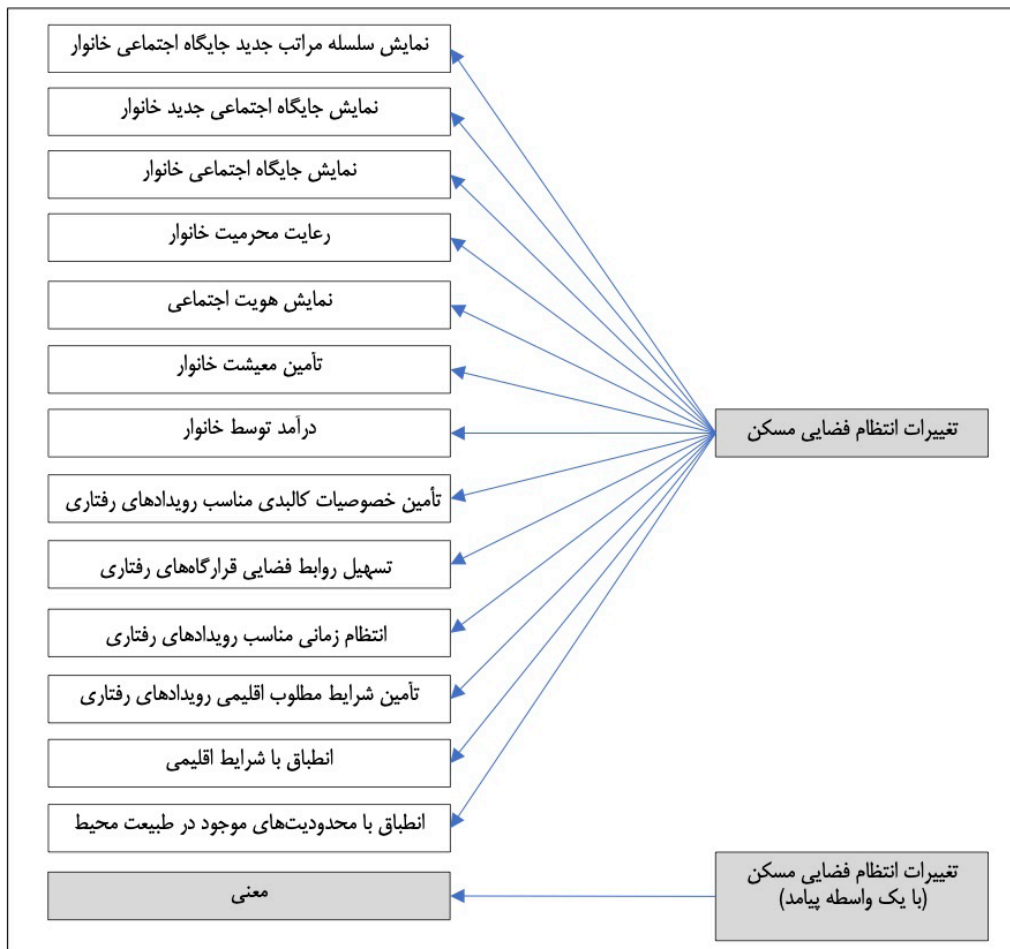 نمایش سلسله مراتب جدید جایگاه اجتماعی خانوار
نمایش جایگاه اجتماعی جدید خانوار
نمایش جایگاه اجتماعی خانوار
رعایت محرمیت خانوار
نمایش هویت اجتماعی
تأمین معیشت خانوار
درآمد توسط خانوار
تغییرات انتظام فضایی مسکن
تأمین خصوصیات کالبدی مناسب رویدادهای رفتاری
تسهیل روابط فضایی قرارگاه‌های رفتاری
انتظام زمانی مناسب رویدادهای رفتاری
تأمین شرایط مطلوب اقلیمی رویدادهای رفتاری
انطباق با شرایط اقلیمی
انطباق با محدودیت‌های موجود در طبیعت محیط
تغییرات انتظام فضایی مسکن
(با یک واسطه پیامد)
معنی